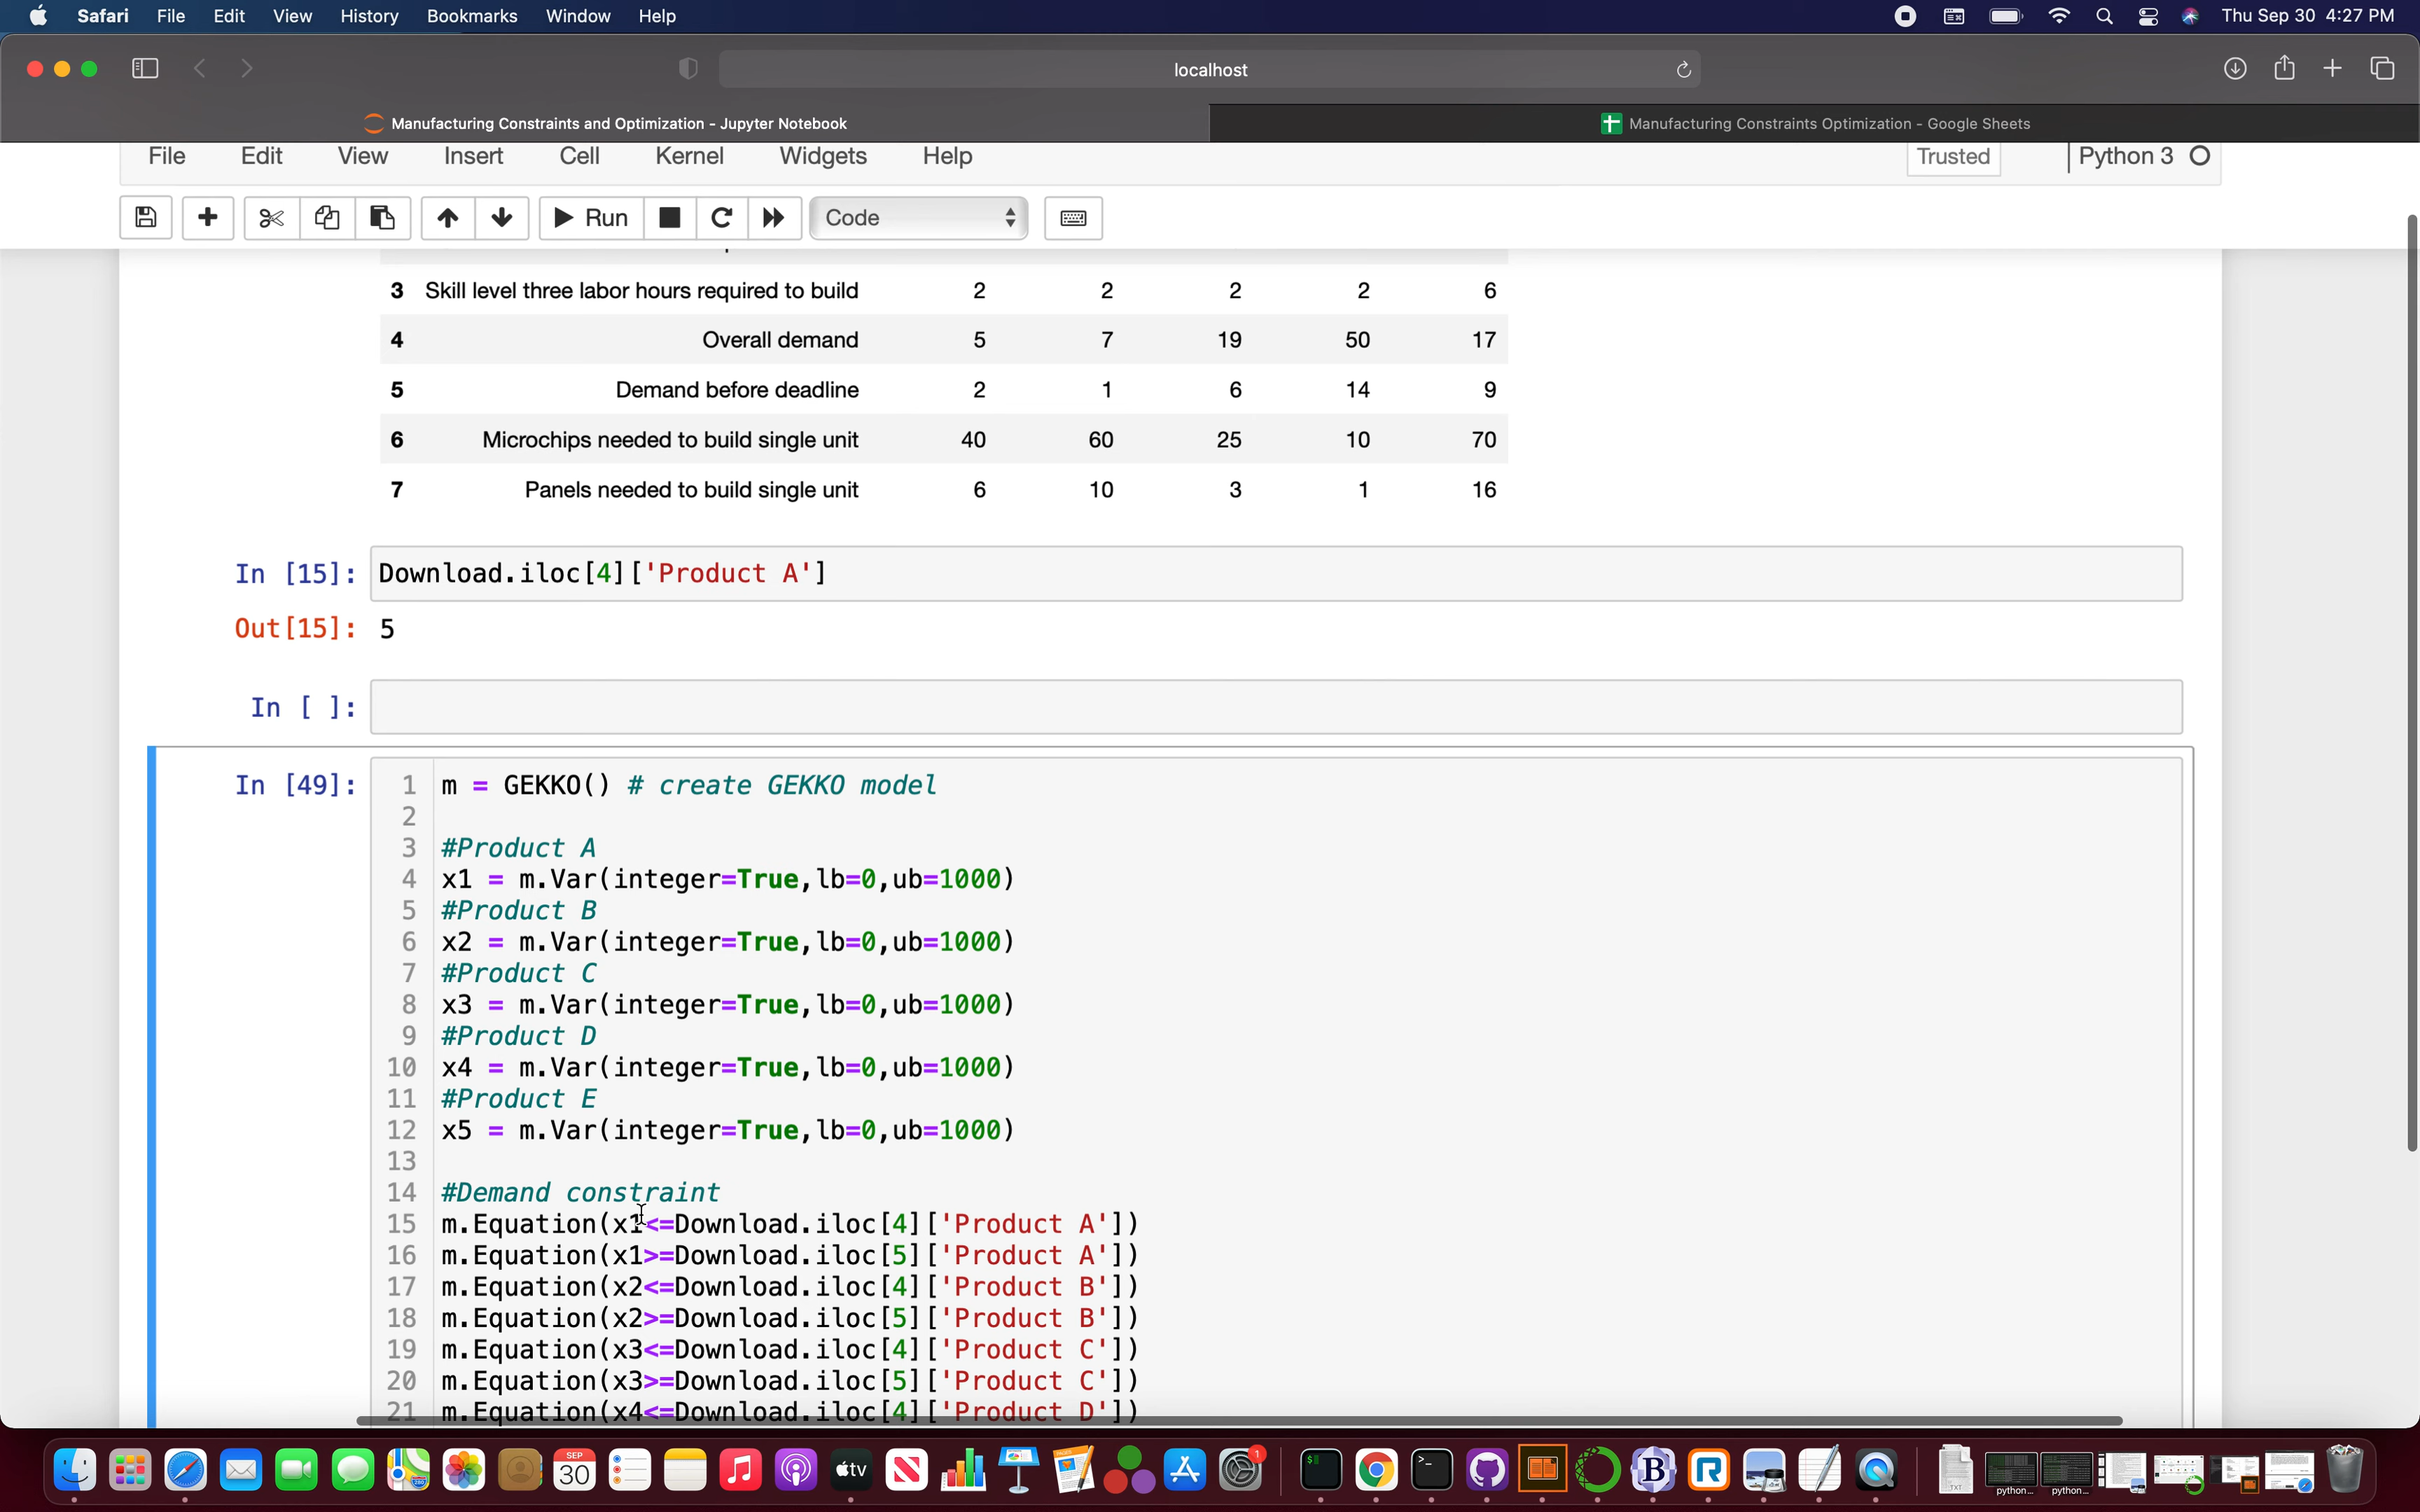 Safari File Edit View History Bookmarks Window Help Thu Sep 30 4:27 PM
localhost
Manufacturing Constraints and Optimization - Jupyter Notebook
Manufacturing Constraints Optimization - Google Sheets
File Edit View Insert Cell Kernel Widgets Help Trusted Python 3
Run Code
3 Skill level three labor hours required to build 2 2 2 2 6
4 Overall demand 5 7 19 50 17
5 Demand before deadline 2 1 6 14 9
6 Microchips needed to build single unit 40 60 25 10 70
7 Panels needed to build single unit 6 10 3 1 16
In [15]: Download.iloc[4]['Product A']
Out[15]: 5
In [ ]:
In [49]:
1 m = GEKKO() # create GEKKO model
2
3 #Product A
4 x1 = m.Var(integer=True,lb=0,ub=1000)
5 #Product B
6 x2 = m.Var(integer=True,lb=0,ub=1000)
7 #Product C
8 x3 = m.Var(integer=True,lb=0,ub=1000)
9 #Product D
10 x4 = m.Var(integer=True,lb=0,ub=1000)
11 #Product E
12 x5 = m.Var(integer=True,lb=0,ub=1000)
13
14 #Demand constraint
15 m.Equation(x1<=Download.iloc[4]['Product A'])
16 m.Equation(x1>=Download.iloc[5]['Product A'])
17 m.Equation(x2<=Download.iloc[4]['Product B'])
18 m.Equation(x2>=Download.iloc[5]['Product B'])
19 m.Equation(x3<=Download.iloc[4]['Product C'])
20 m.Equation(x3>=Download.iloc[5]['Product C'])
21 m.Equation(x4<=Download.iloc[4]['Product D'])
SEP
30
tv
1
$
>_
B
R
TXT
python...
python...